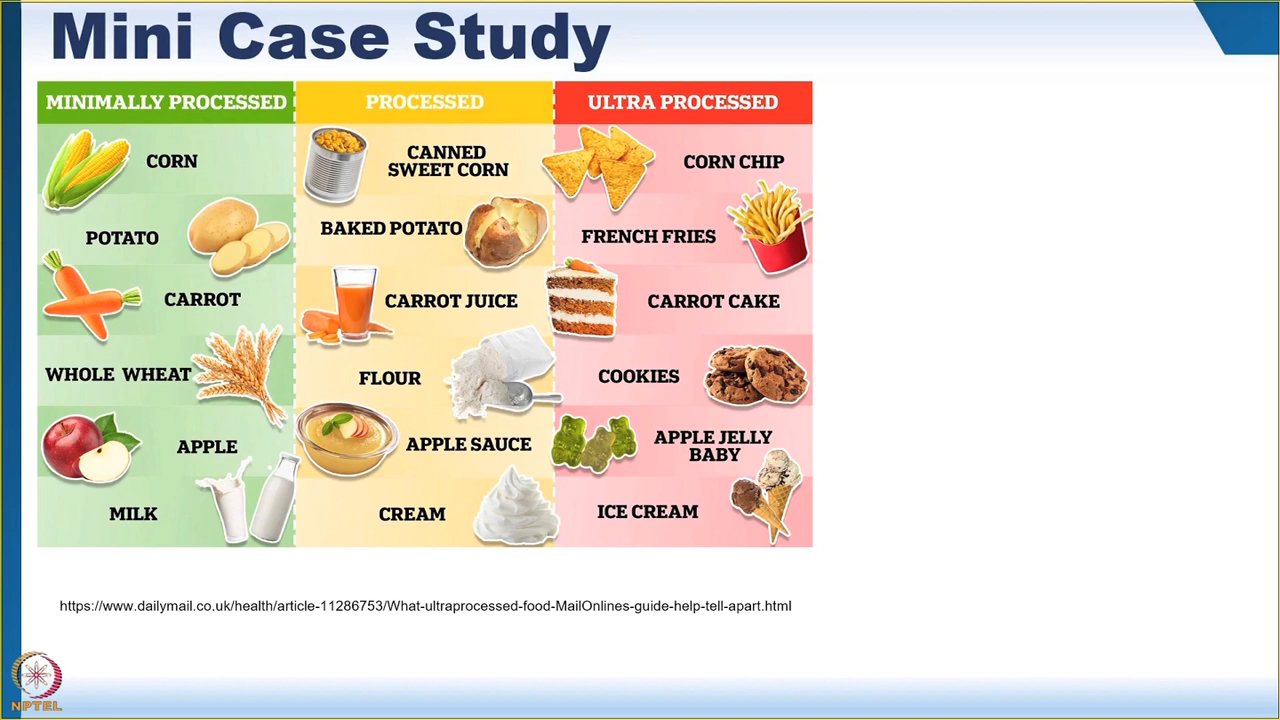 Mini Case Study
MINIMALLY PROCESSED
PROCESSED
ULTRA PROCESSED
CORN
CANNED
SWEET CORN
CORN CHIP
POTATO
BAKED POTATO
FRENCH FRIES
CARROT
CARROT JUICE
CARROT CAKE
WHOLE WHEAT
FLOUR
COOKIES
APPLE
APPLE SAUCE
APPLE JELLY
BABY
MILK
CREAM
ICE CREAM
https://www.dailymail.co.uk/health/article-11286753/What-ultraprocessed-food-MailOnlines-guide-help-tell-apart.html
NPTEL